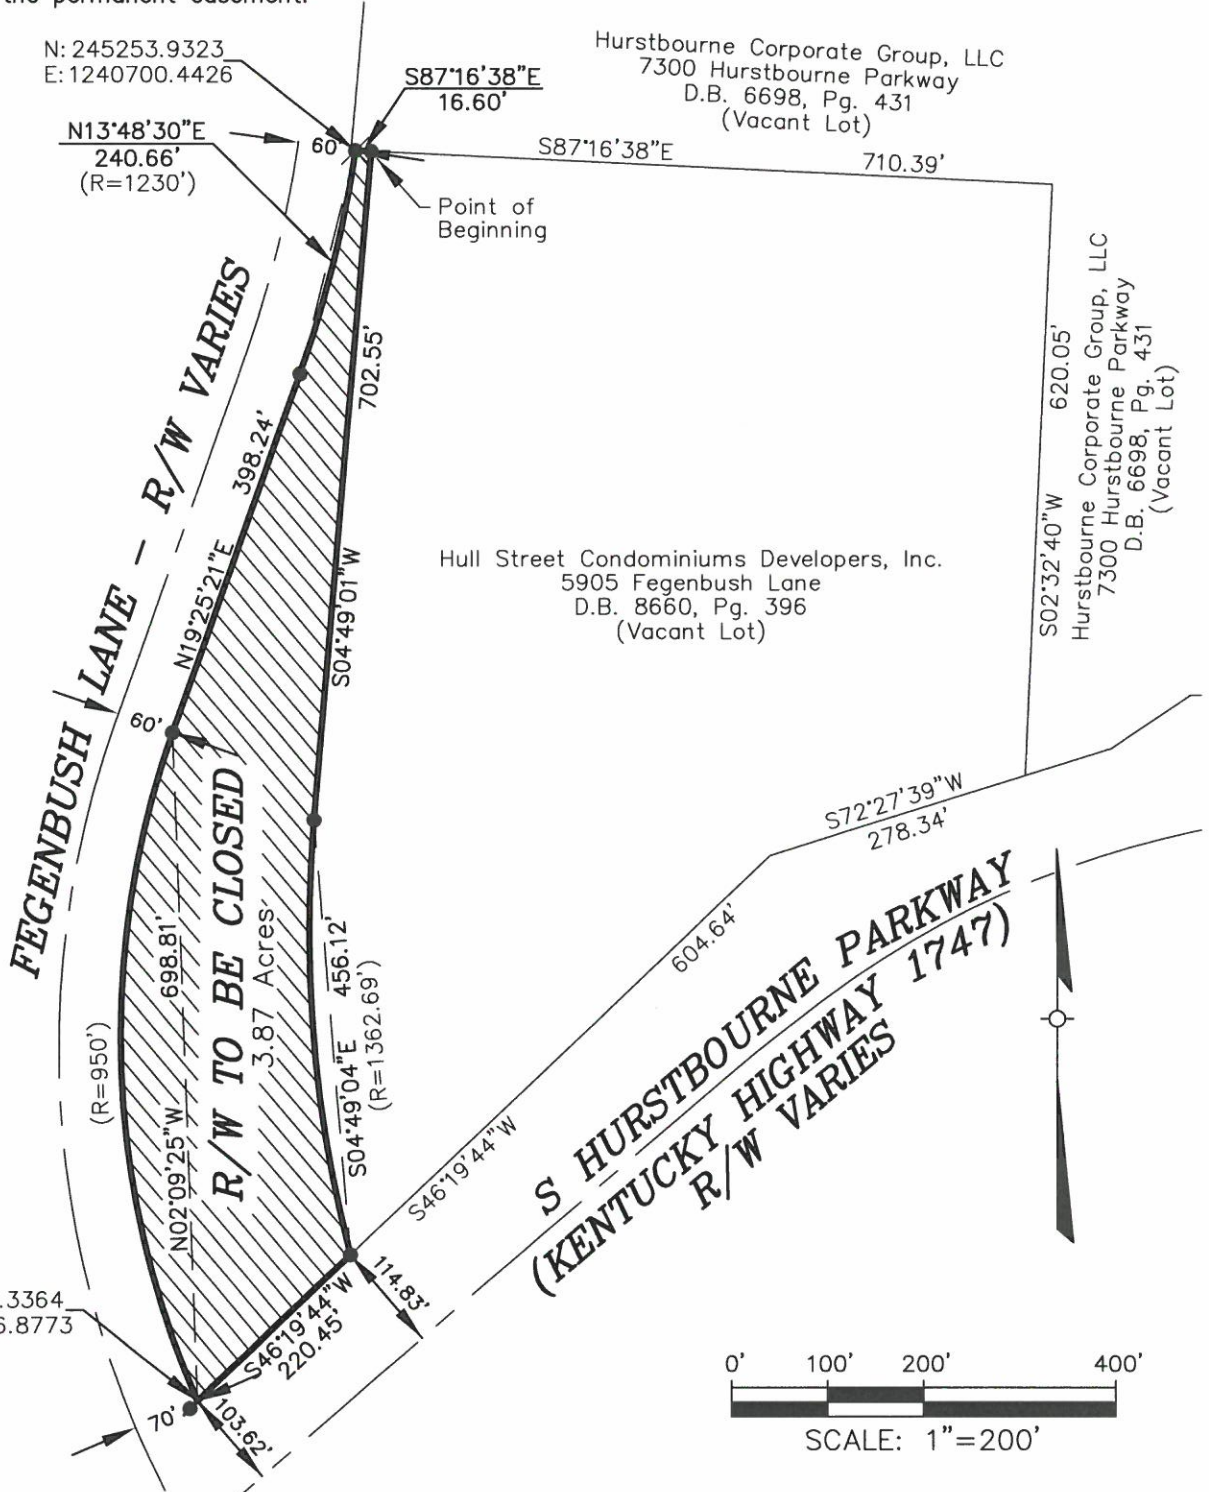 the permanent easement.
N: 245253.9323
E: 1240700.4426
S87°16'38"E
16.60'
Hurstbourne Corporate Group, LLC
7300 Hurstbourne Parkway
D.B. 6698, Pg. 431
(Vacant Lot)
N13°48'30"E
240.66'
(R=1230')
60'
S87°16'38"E
710.39'
Point of
Beginning
FEGENBUSH LANE - R/W VARIES
702.55'
S04°49'01"W
398.24'
N19°25'21"E
60'
Hull Street Condominiums Developers, Inc.
5905 Fegenbush Lane
D.B. 8660, Pg. 396
(Vacant Lot)
620.05'
S02°32'40"W
Hurstbourne Corporate Group, LLC
7300 Hurstbourne Parkway
D.B. 6698, Pg. 431
(Vacant Lot)
S72°27'39"W
278.34'
604.64'
S46°19'44"W
R/W TO BE CLOSED
3.87 Acres
698.81'
N02°09'25"W
(R=950')
S04°49'04"E 456.12'
(R=1362.69')
S HURSTBOURNE PARKWAY
(KENTUCKY HIGHWAY 1747)
R/W VARIES
.3364
6.8773
S46°19'44"W
220.45'
114.83'
103.62'
70'
0' 100' 200' 400'
SCALE: 1"=200'